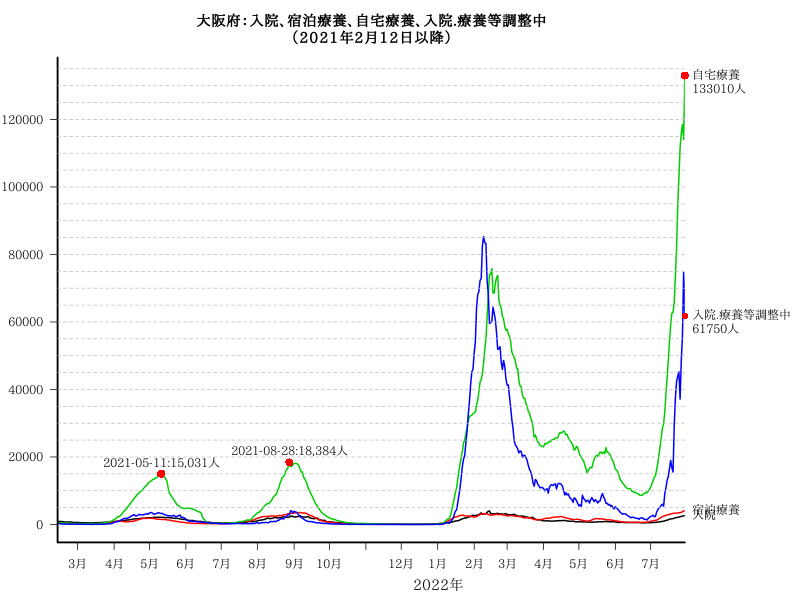 大阪府：入院、宿泊療養、自宅療養、入院.療養等調整中
（2021年2月12日以降）
自宅療養
133010人
120000
100000
80000
60000
40000
20000
0
入院.療養等調整中
61750人
2021-05-11:15,031人
2021-08-28:18,384人
宿泊療養
入院
3月 4月 5月 6月 7月 8月 9月 10月 12月 1月 2月 3月 4月 5月 6月 7月
2022年